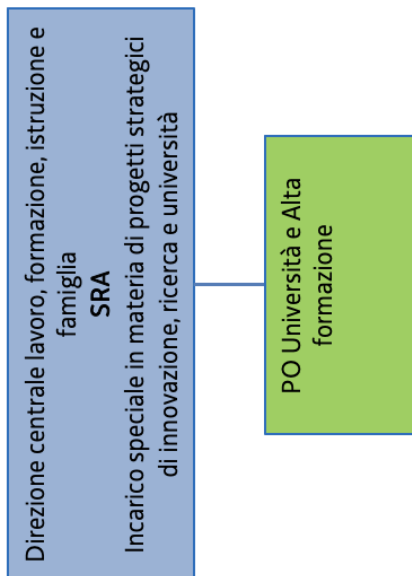 Direzione centrale lavoro, formazione, istruzione e
famiglia
SRA
Incarico speciale in materia di progetti strategici
di innovazione, ricerca e università
PO Università e Alta
formazione